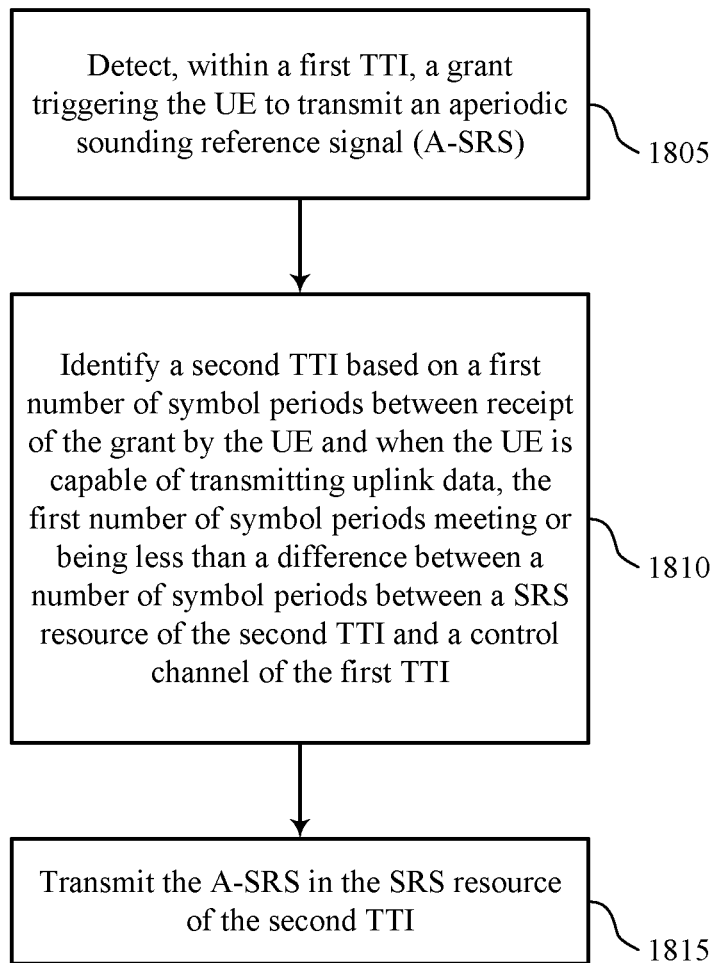 Detect, within a first TTI, a grant
triggering the UE to transmit an aperiodic
sounding reference signal (A-SRS)
1805
Identify a second TTI based on a first
number of symbol periods between receipt
of the grant by the UE and when the UE is
capable of transmitting uplink data, the
first number of symbol periods meeting or
being less than a difference between a
number of symbol periods between a SRS
resource of the second TTI and a control
channel of the first TTI
1810
Transmit the A-SRS in the SRS resource
of the second TTI
1815